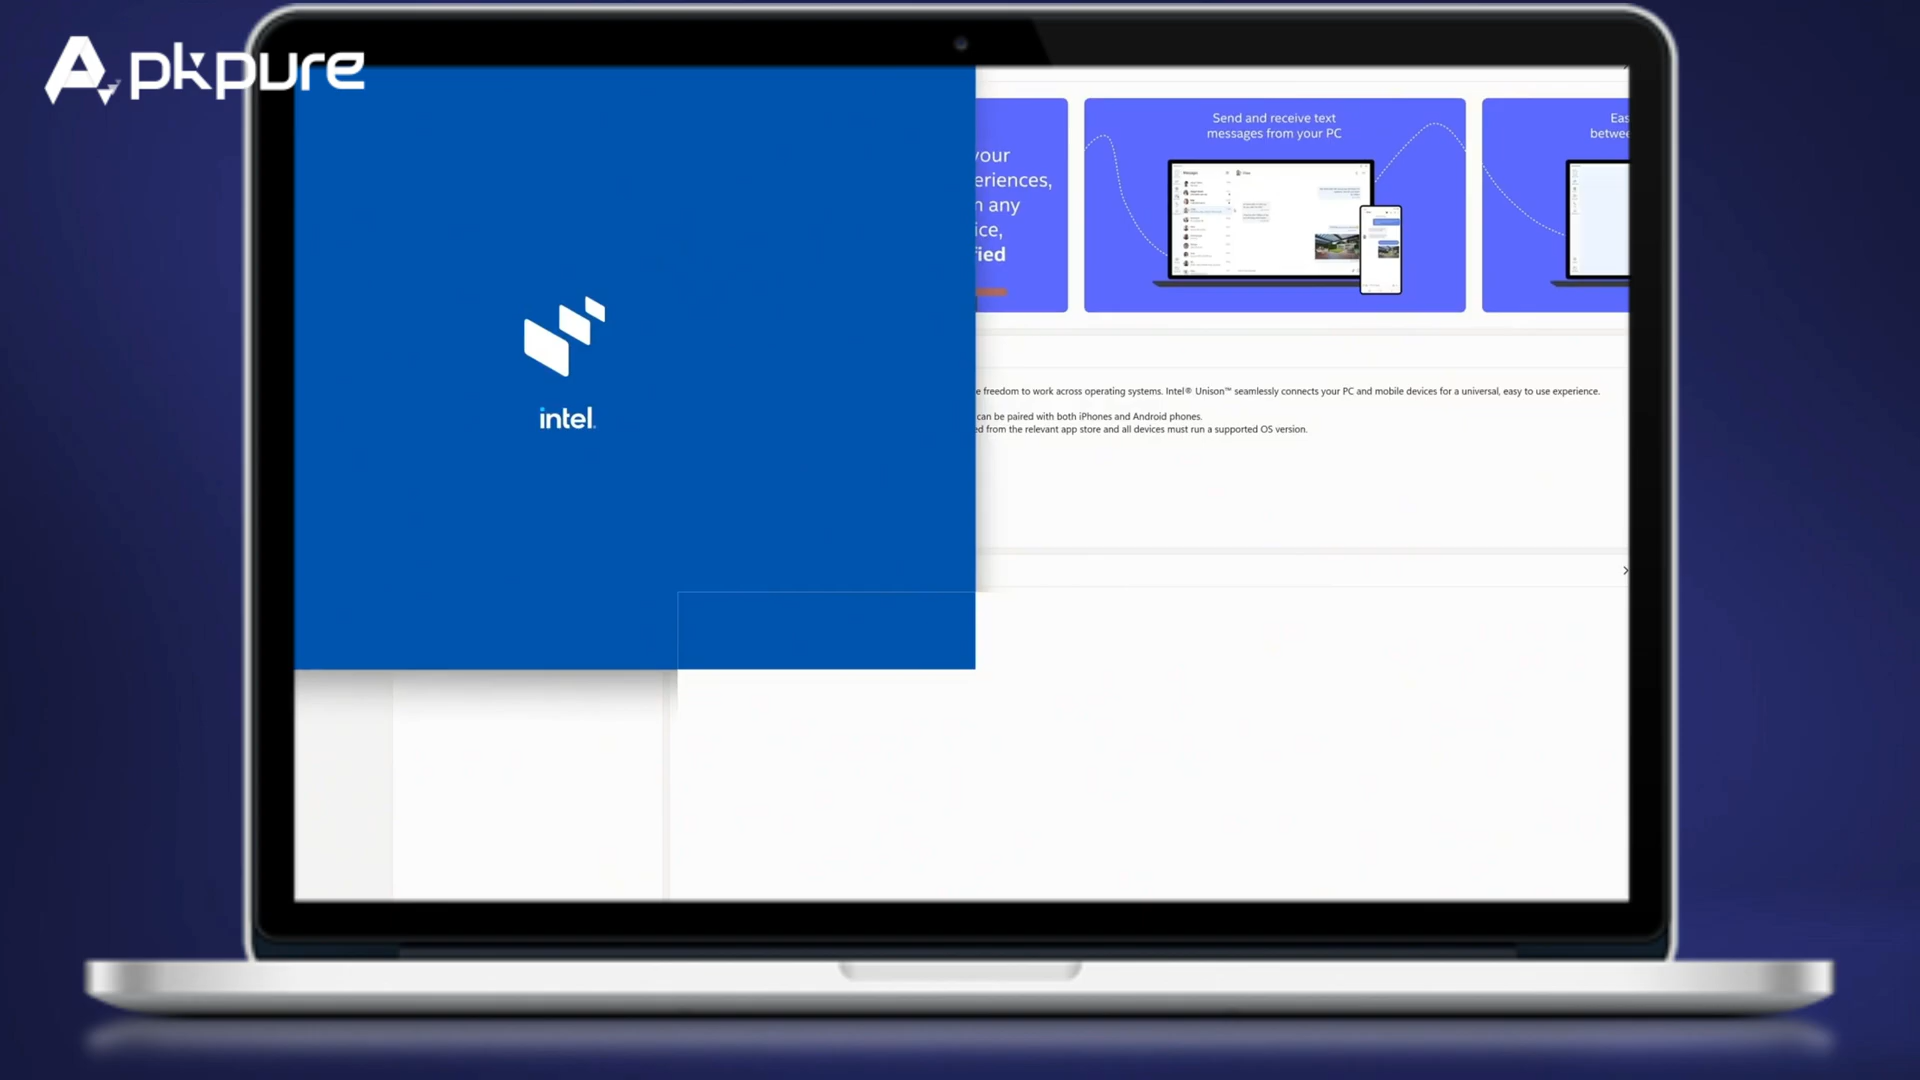 Apkpure
intel.
your
eriences,
n any
ice,
fied
Send and receive text
messages from your PC
Eas
betwee
e freedom to work across operating systems. Intel® Unison™ seamlessly connects your PC and mobile devices for a universal, easy to use experience.
can be paired with both iPhones and Android phones.
ed from the relevant app store and all devices must run a supported OS version.
Messages